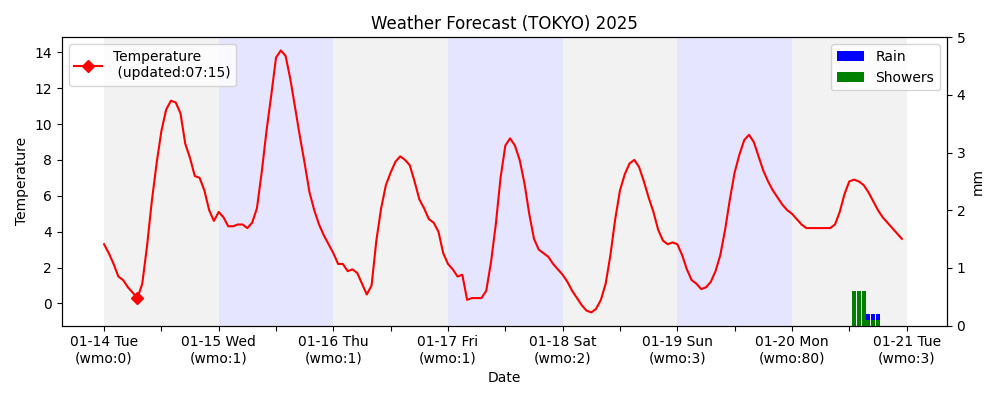 Weather Forecast (TOKYO) 2025
Temperature
(updated:07:15)
Rain
Showers
Temperature
14
12
10
8
6
4
2
0
5
4
3
2
1
0
mm
01-14 Tue
(wmo:0)
01-15 Wed
(wmo:1)
01-16 Thu
(wmo:1)
01-17 Fri
(wmo:1)
01-18 Sat
(wmo:2)
01-19 Sun
(wmo:3)
01-20 Mon
(wmo:80)
01-21 Tue
(wmo:3)
Date